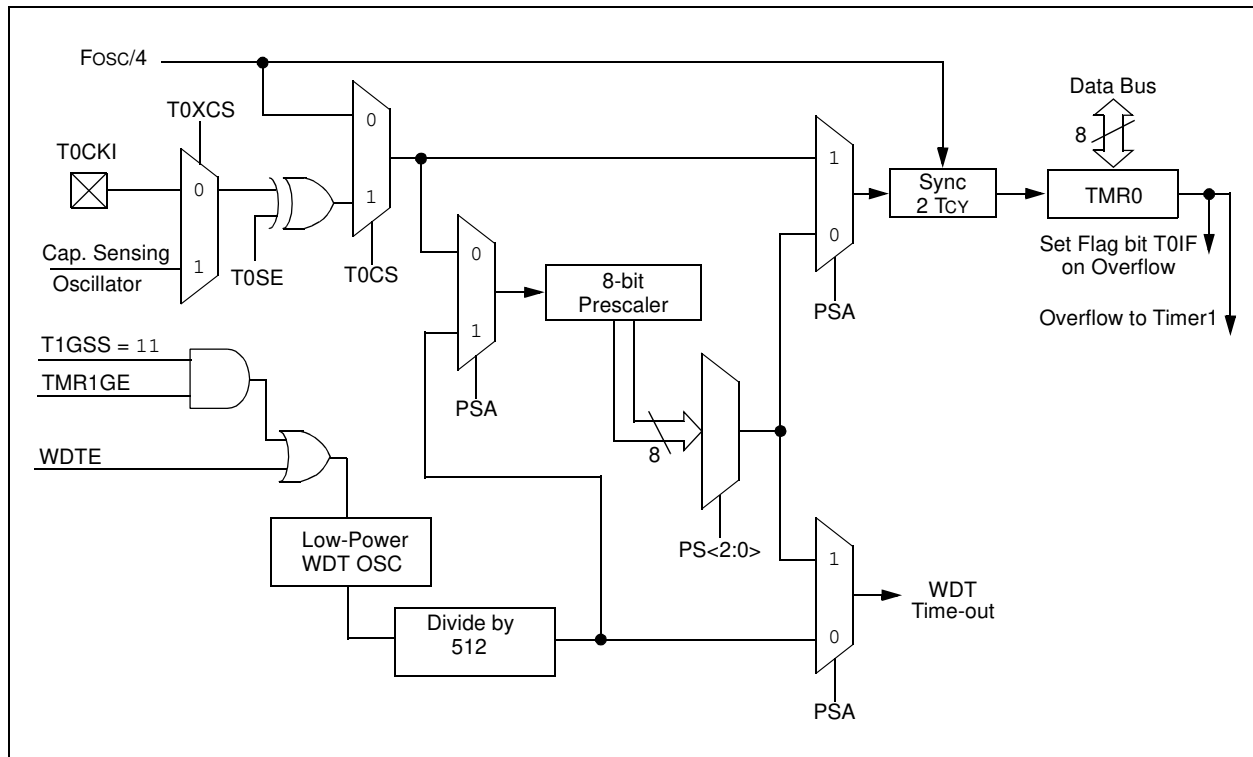 FOSC/4
Data Bus
T0XCS
0
8
T0CKI
1
0
1
Sync
2 TCY
TMR0
0
Cap. Sensing
Oscillator
1
T0SE
T0CS
0
0
Set Flag bit T0IF
on Overflow
8-bit
Prescaler
PSA
Overflow to Timer1
1
T1GSS = 11
TMR1GE
PSA
8
WDTE
PS<2:0>
Low-Power
WDT OSC
1
WDT
Time-out
Divide by
512
0
PSA